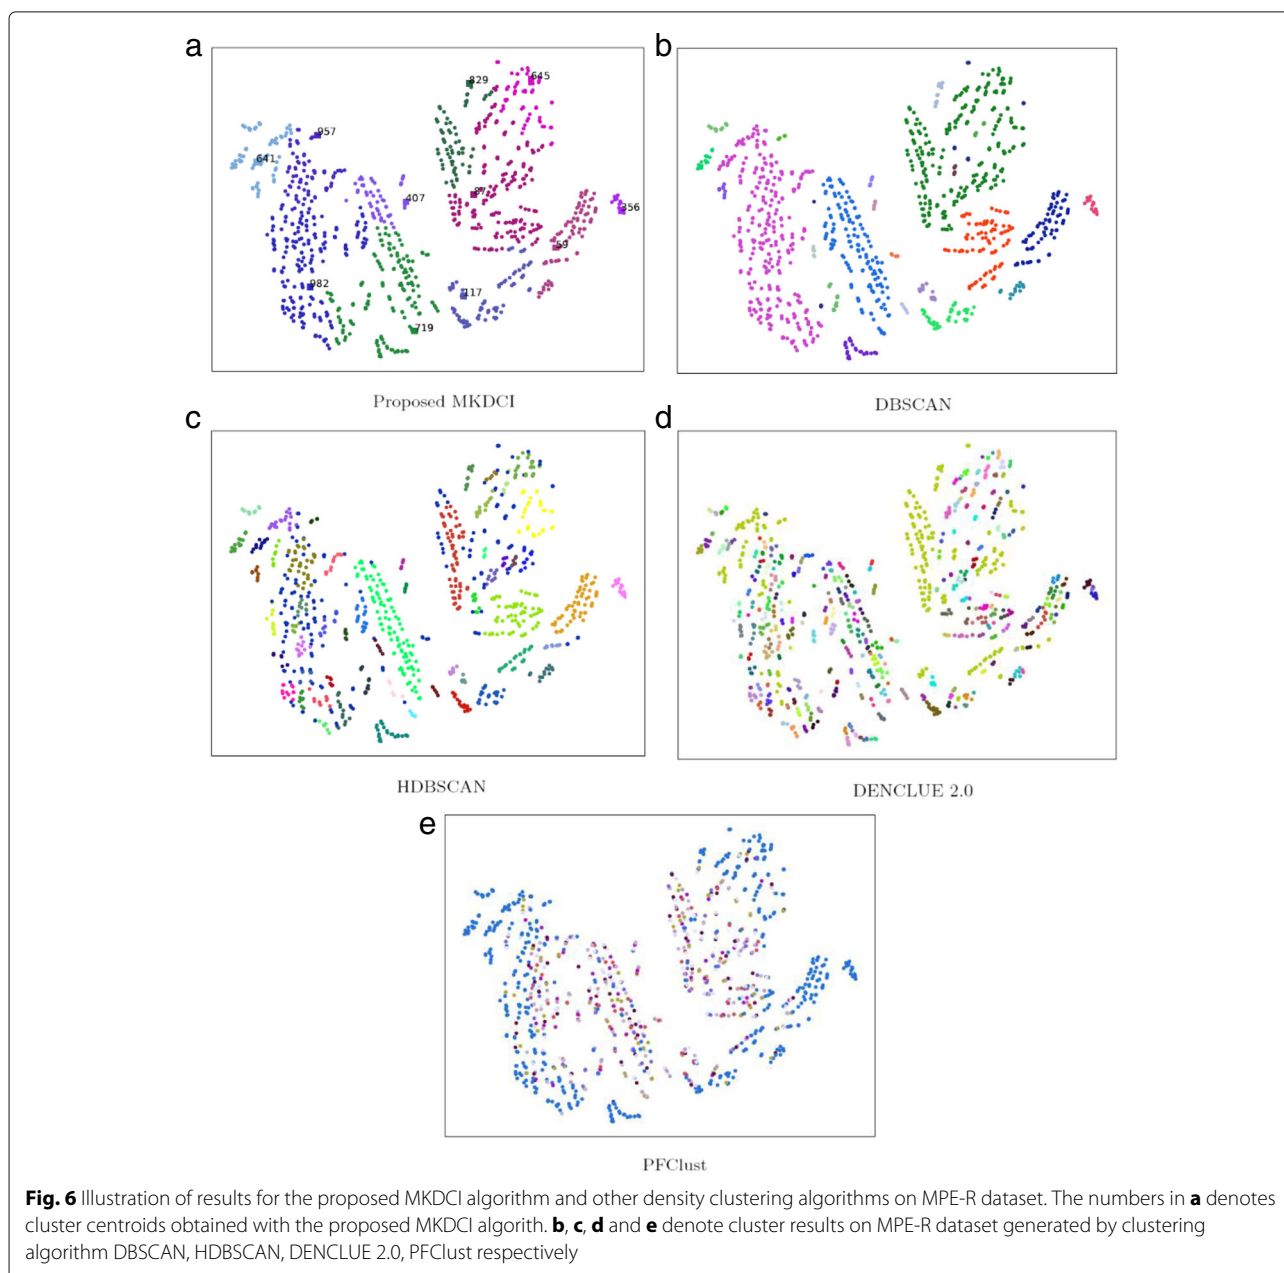 a
b
829
645
957
641
87
407
356
59
982
117
719
Proposed MKDCI
DBSCAN
c
d
HDBSCAN
DENCLUE 2.0
e
PFClust
Fig. 6 Illustration of results for the proposed MKDCI algorithm and other density clustering algorithms on MPE-R dataset. The numbers in a denotes
cluster centroids obtained with the proposed MKDCI algorith. b, c, d and e denote cluster results on MPE-R dataset generated by clustering
algorithm DBSCAN, HDBSCAN, DENCLUE 2.0, PFClust respectively